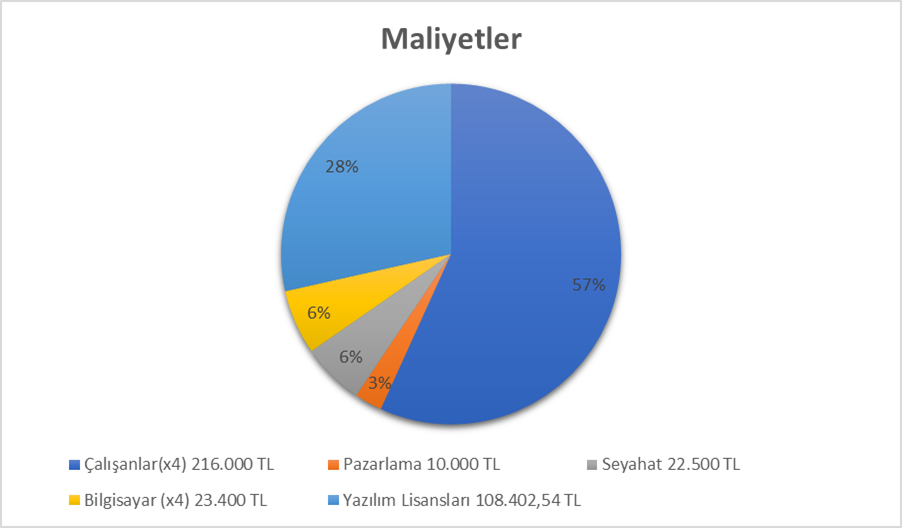 Maliyetler
28%
57%
6%
6%
3%
Çalışanlar(x4) 216.000 TL
Pazarlama 10.000 TL
Seyahat 22.500 TL
Bilgisayar (x4) 23.400 TL
Yazılım Lisansları 108.402,54 TL